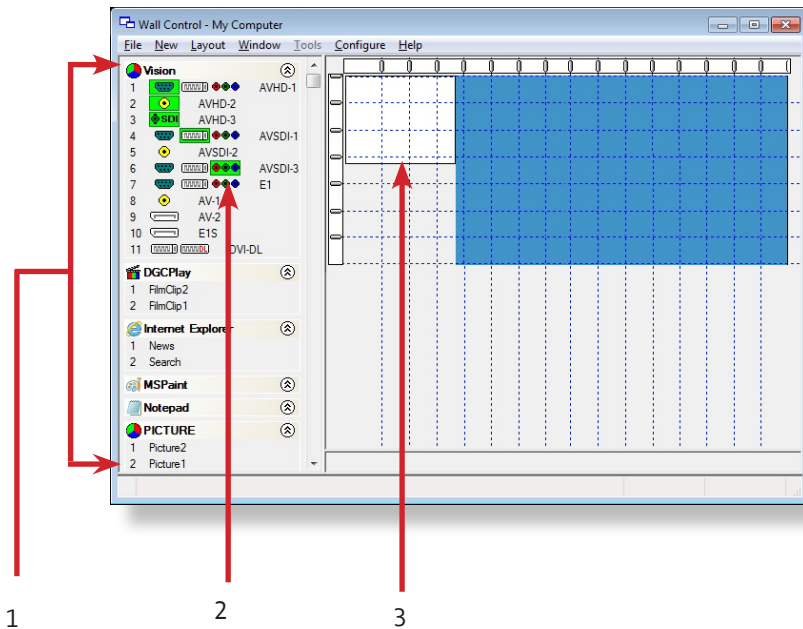 Wall Control - My Computer
File New Layout Window Tools Configure Help
Vision
1 AVHD-1
2 AVHD-2
3 SDI AVHD-3
4 AVSDI-1
5 AVSDI-2
6 AVSDI-3
7 E1
8 AV-1
9 AV-2
10 E1S
11 DL DVI-DL
DGCPlay
1 FilmClip2
2 FilmClip1
Internet Explorer
1 News
2 Search
MSPaint
Notepad
PICTURE
1 Picture2
2 Picture1
1 2 3